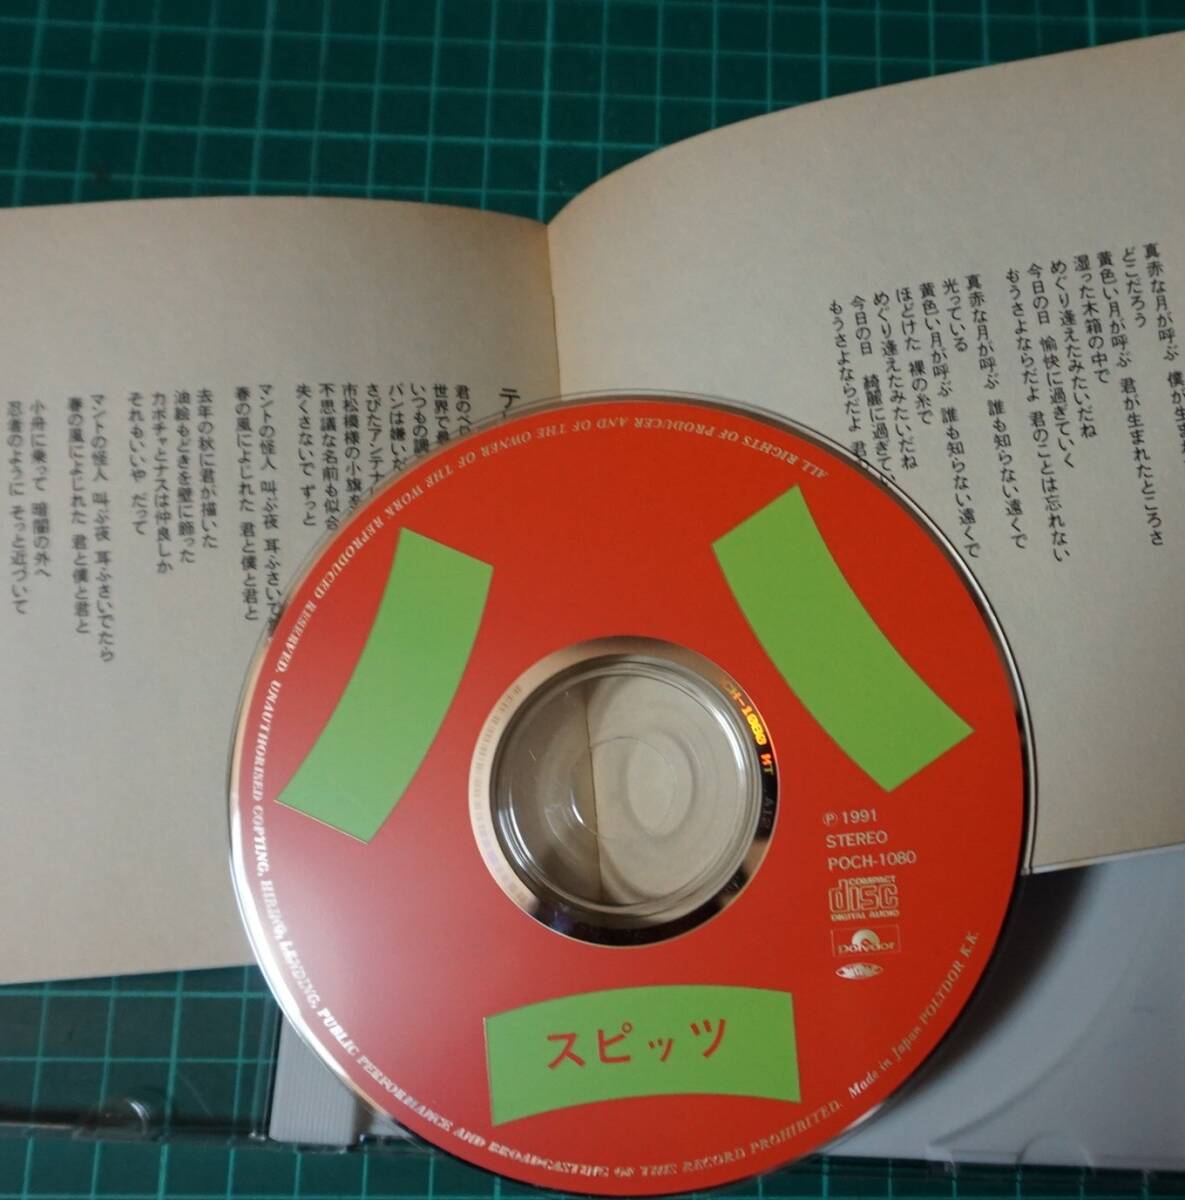 真赤な月が呼ぶ 僕が生ま
どこだろう
黄色い月が呼ぶ 君が生まれたところさ
湿った木箱の中で
めぐり逢えたみたいだね
今日の日 愉快に過ぎていく
もうさよならだよ 君のことは忘れない
真赤な月が呼ぶ 誰も知らない遠くで
光っている
黄色い月が呼ぶ 誰も知らない遠くで
ほどけた 裸の糸で
めぐり逢えたみたいだね
今日の日 綺麗に過ぎてい
もうさよならだよ 君
テ
君のベ
世界で最
いつもの調
パンは嫌いだ
さびたアンテナ
市松模様の小旗を
不思議な名前も似合
失くさないで ずっと
マントの怪人 叫ぶ夜 耳ふさいでた
春の風によじれた 君と僕と君と
去年の秋に君が描いた
油絵もどきを壁に飾った
カボチャとナスは仲良しか
それもいいや だって
マントの怪人 叫ぶ夜 耳ふさいでたら
春の風によじれた 君と僕と君と
小舟に乗って 暗闇の外へ
忍者のように そっと近づいて
ALL RIGHTS OF PRODUCER AND OF THE OWNER OF THE WORK REPRODUCED RESERVED. UNAUTHORISED COPYING, HIRING, LENDING, PUBLIC PERFORMANCE AND BROADCASTING OF THIS RECORD PROHIBITED. Made in Japan POLYDOR K.K.
℗ 1991
STEREO
POCH-1080
COMPACT
disc
DIGITAL AUDIO
Polydor
スピッツ